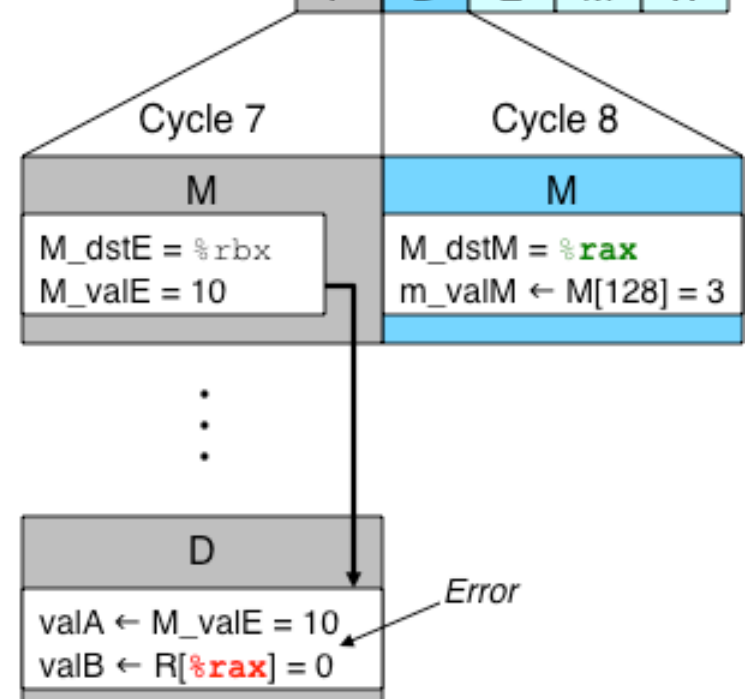 Cycle 7
Cycle 8
M
M
M_dstE = %rbx
M_valE = 10
M_dstM = %rax
m_valM ← M[128] = 3
D
Error
valA ← M_valE = 10
valB ← R[%rax] = 0